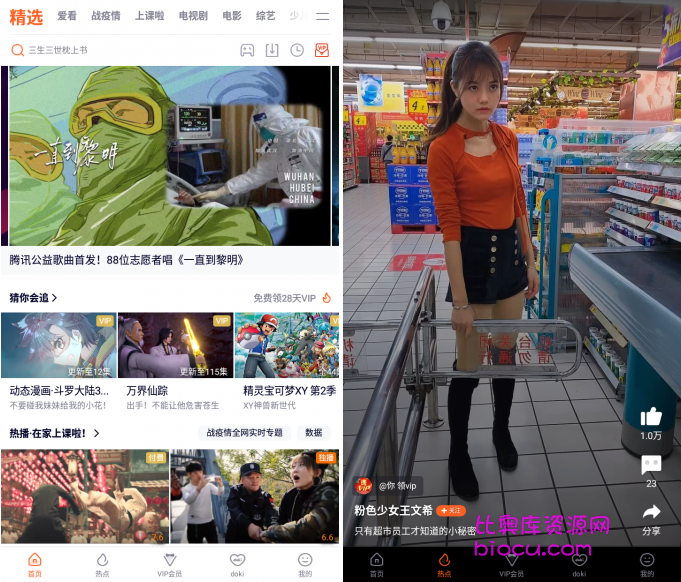 精选 爱看 战疫情 上课啦 电视剧 电影 综艺
三生三世枕上书
VIP
一直到黎明
WUHAN
HUBEI
CHINA
腾讯公益歌曲首发！88位志愿者唱《一直到黎明》
猜你会追
免费领28天VIP
VIP
VIP
更新至12集
更新至115集
全44
动态漫画·斗罗大陆3...
万界仙踪
精灵宝可梦XY 第2季
不要碰我妹妹给我的小花！
出手！不能让他危害苍生
XY神兽新世代
热播·在家上课啦！
战疫情全网实时专题
数据
付费
独播
7.6
6.6
首页 热点 VIP会员 doki 我的
1.0万
23
分享
@你 领vip
粉色少女王文希
关注
只有超市员工才知道的小秘密
比奥库资源网
biocu.com
首页 热点 VIP会员 doki 我的